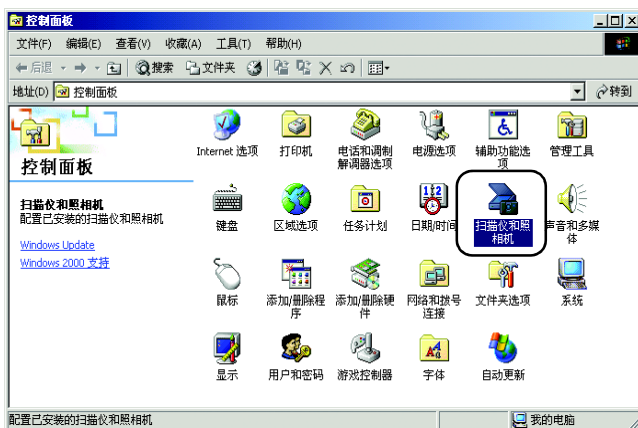 控制面板
文件(F) 编辑(E) 查看(V) 收藏(A) 工具(T) 帮助(H)
后退 搜索 文件夹
地址(D) 控制面板 转到
控制面板
扫描仪和照相机
配置已安装的扫描仪和照相机
Windows Update
Windows 2000 支持
Internet 选项
打印机
电话和调制
解调器选项
电源选项
辅助功能选
项
管理工具
键盘
区域选项
任务计划
日期/时间
扫描仪和照
相机
声音和多媒
体
鼠标
添加/删除程
序
添加/删除硬
件
网络和拨号
连接
文件夹选项
系统
显示
用户和密码
游戏控制器
字体
自动更新
配置已安装的扫描仪和照相机 我的电脑